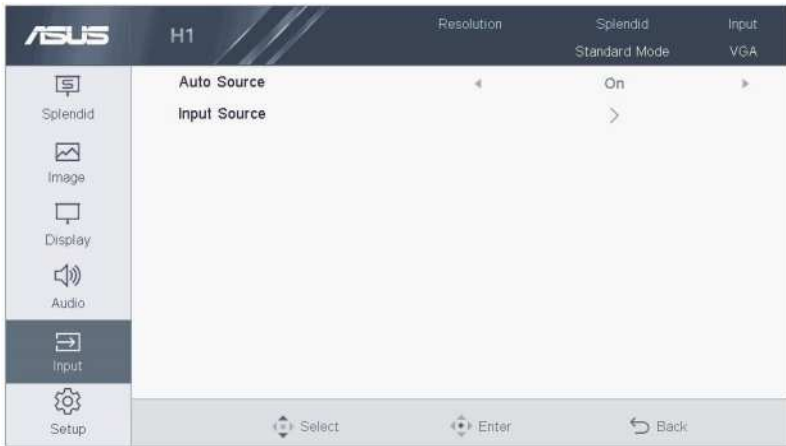 ASUS
H1
Resolution
Splendid
Input
Standard Mode
VGA
Splendid
Image
Display
Audio
Input
Setup
Auto Source
On
Input Source
Select
Enter
Back